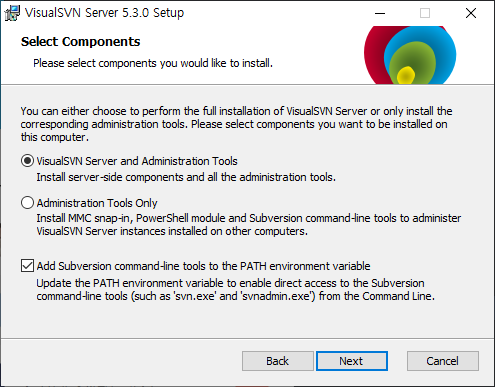 VisualSVN Server 5.3.0 Setup
Select Components
Please select components you would like to install.
You can either choose to perform the full installation of VisualSVN Server or only install the
corresponding administration tools. Please select components you want to be installed on
this computer.
VisualSVN Server and Administration Tools
Install server-side components and all the administration tools.
Administration Tools Only
Install MMC snap-in, PowerShell module and Subversion command-line tools to administer
VisualSVN Server instances installed on other computers.
Add Subversion command-line tools to the PATH environment variable
Update the PATH environment variable to enable direct access to the Subversion
command-line tools (such as 'svn.exe' and 'svnadmin.exe') from the Command Line.
Back Next Cancel